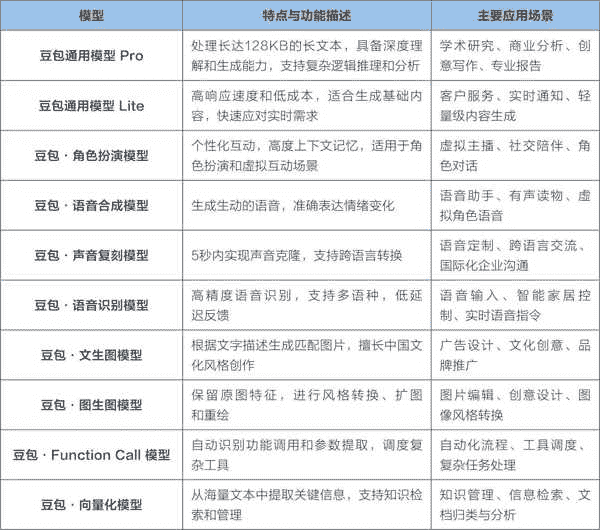 模型 特点与功能描述 主要应用场景
豆包通用模型 Pro
处理长达128KB的长文本，具备深度理
解和生成能力，支持复杂逻辑推理和分析
学术研究、商业分析、创
意写作、专业报告
豆包通用模型 Lite
高响应速度和低成本，适合生成基础内
容，快速应对实时需求
客户服务、实时通知、轻
量级内容生成
豆包·角色扮演模型
个性化互动，高度上下文记忆，适用于角
色扮演和虚拟互动场景
虚拟主播、社交陪伴、角
色对话
豆包·语音合成模型
生成生动的语音，准确表达情绪变化
语音助手、有声读物、虚
拟角色语音
豆包·声音复刻模型
5秒内实现声音克隆，支持跨语言转换
语音定制、跨语言交流、
国际化企业沟通
豆包·语音识别模型
高精度语音识别，支持多语种，低延
迟反馈
语音输入、智能家居控
制、实时语音指令
豆包·文生图模型
根据文字描述生成匹配图片，擅长中国文
化风格创作
广告设计、文化创意、品
牌推广
豆包·图生图模型
保留原图特征，进行风格转换、扩图
和重绘
图片编辑、创意设计、图
像风格转换
豆包·Function Call 模型
自动识别功能调用和参数提取，调度复
杂工具
自动化流程、工具调度、
复杂任务处理
豆包·向量化模型
从海量文本中提取关键信息，支持知识检
索和管理
知识管理、信息检索、文
档归类与分析